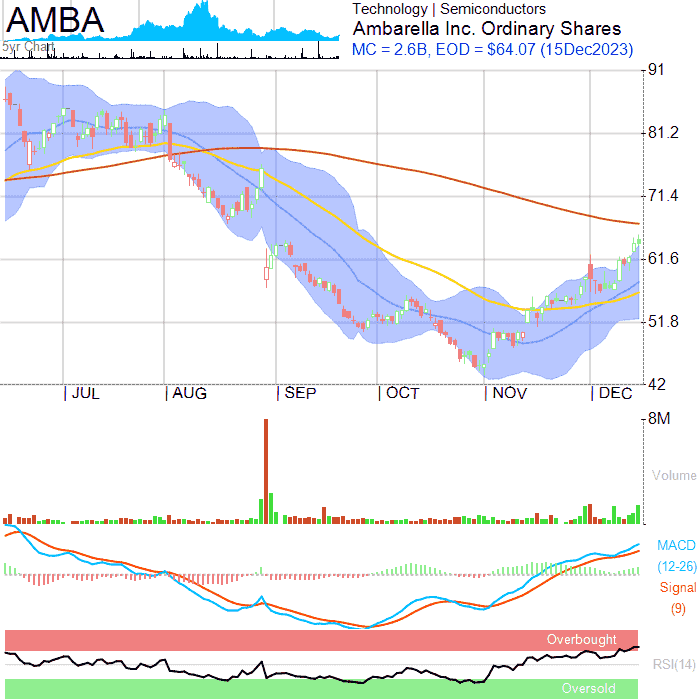 AMBA
5yr Chart
Technology | Semiconductors
Ambarella Inc. Ordinary Shares
MC = 2.6B, EOD = $64.07 (15Dec2023)
91
81.2
71.4
61.6
51.8
42
JUL
AUG
SEP
OCT
NOV
DEC
8M
Volume
MACD
(12-26)
Signal
(9)
Overbought
RSI(14)
Oversold